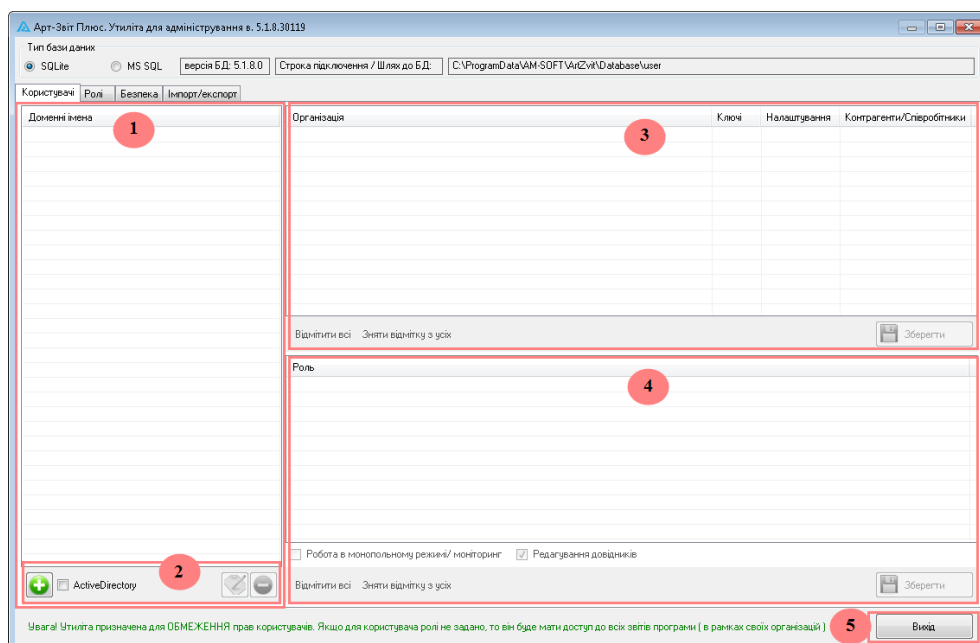 Арт-Звіт Плюс. Утиліта для адміністрування в. 5.1.8.30119
Тип бази даних
SQLite MS SQL версія БД: 5.1.8.0 Строка підключення / Шлях до БД: C:\ProgramData\AM-SOFT\ArtZvit\Database\user
Користувачі Ролі Безпека Імпорт/експорт
Доменні імена
1
Організація Ключі Налаштування Контрагенти/Співробітники
3
Відмітити всі Зняти відмітку з усіх Зберегти
Роль
4
Робота в монопольному режимі/ моніторинг Редагування довідників
2
ActiveDirectory
Відмітити всі Зняти відмітку з усіх Зберегти
Увага! Утиліта призначена для ОБМЕЖЕННЯ прав користувачів. Якщо для користувача ролі не задано, то він буде мати доступ до всіх звітів програми ( в рамках своїх організацій )
5
Вихід